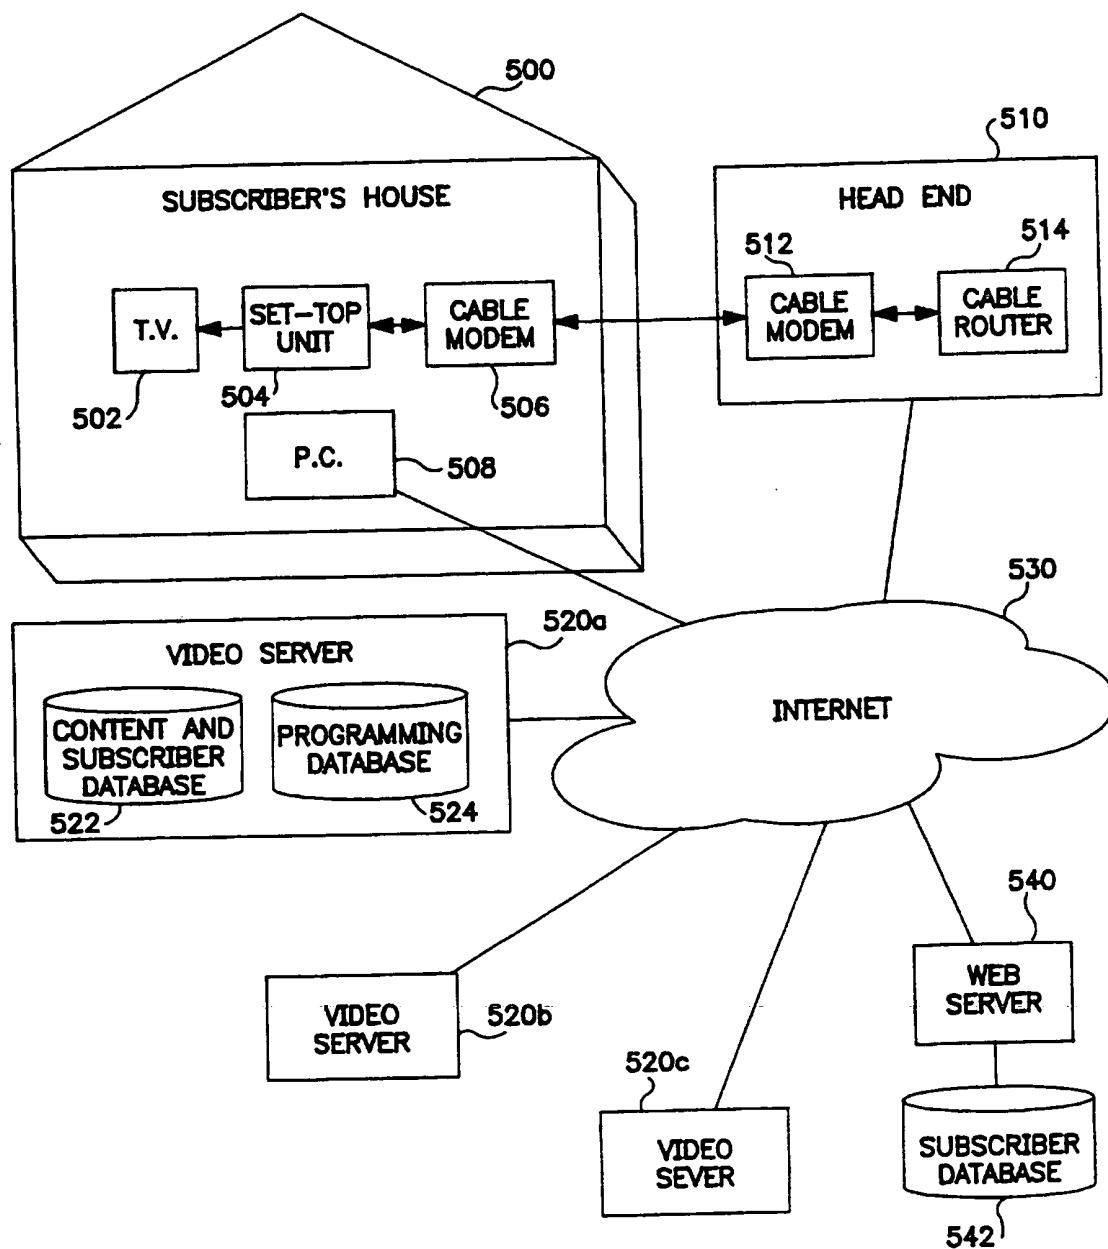 500
510
SUBSCRIBER'S HOUSE
HEAD END
512
514
T.V.
SET-TOP
UNIT
CABLE
MODEM
CABLE
MODEM
CABLE
ROUTER
502
504
506
P.C.
508
530
520a
VIDEO SERVER
CONTENT AND
SUBSCRIBER
DATABASE
PROGRAMMING
DATABASE
INTERNET
522
524
540
WEB
SERVER
VIDEO
SERVER
520b
520c
VIDEO
SEVER
SUBSCRIBER
DATABASE
542